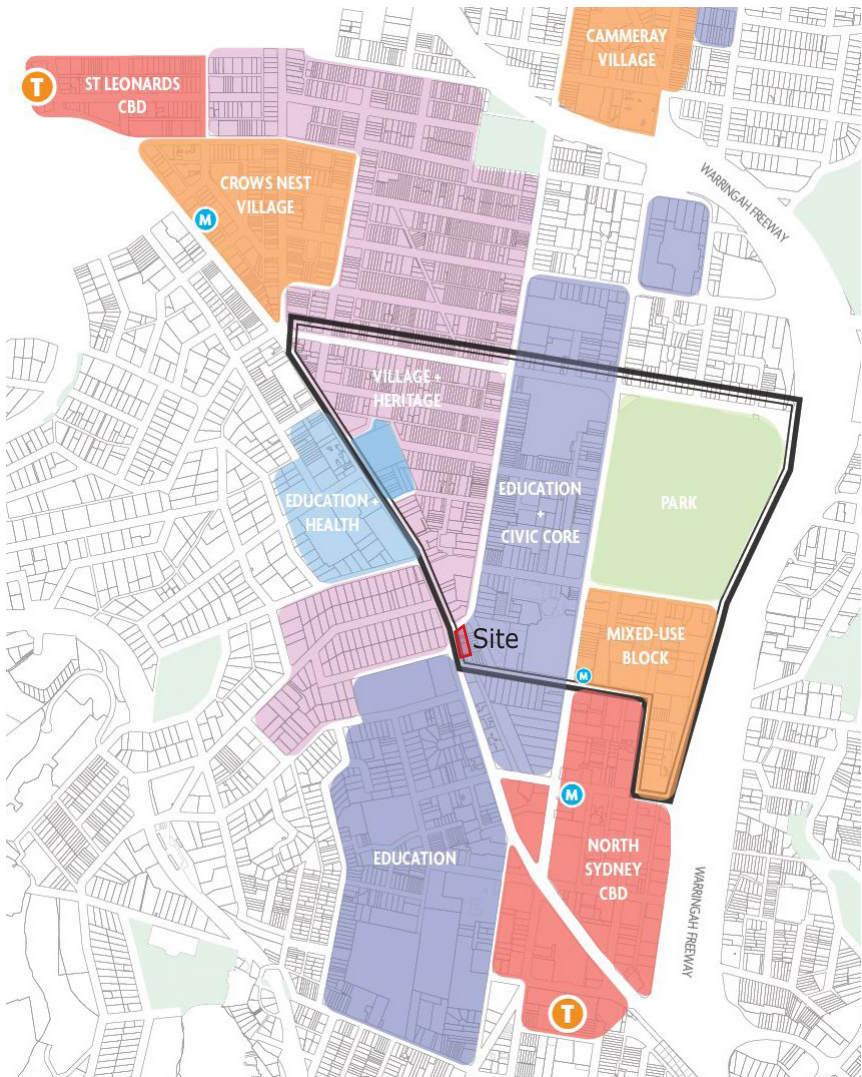 CAMMERAY
VILLAGE
T
ST LEONARDS
CBD
CROWS NEST
VILLAGE
M
WARRINGAH FREEWAY
VILLAGE +
HERITAGE
EDUCATION +
HEALTH
EDUCATION
+
CIVIC CORE
PARK
Site
MIXED-USE
BLOCK
M
M
EDUCATION
NORTH
SYDNEY
CBD
WARRINGAH FREEWAY
T